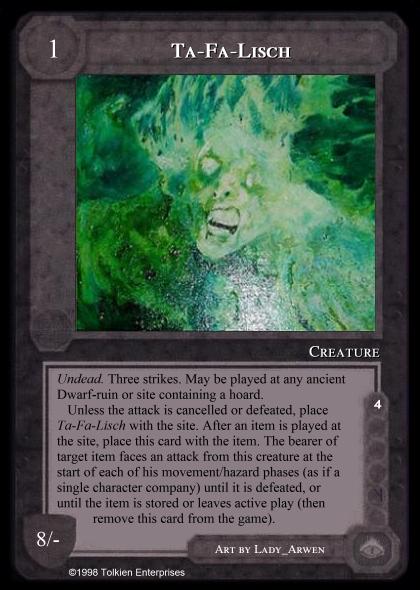 1
TA-FA-LISCH
CREATURE
Undead. Three strikes. May be played at any ancient
Dwarf-ruin or site containing a hoard.
Unless the attack is cancelled or defeated, place
Ta-Fa-Lisch with the site. After an item is played at
the site, place this card with the item. The bearer of
target item faces an attack from this creature at the
start of each of his movement/hazard phases (as if a
single character company) until it is defeated, or
until the item is stored or leaves active play (then
remove this card from the game).
4
8/-
ART BY LADY_ARWEN
©1998 Tolkien Enterprises